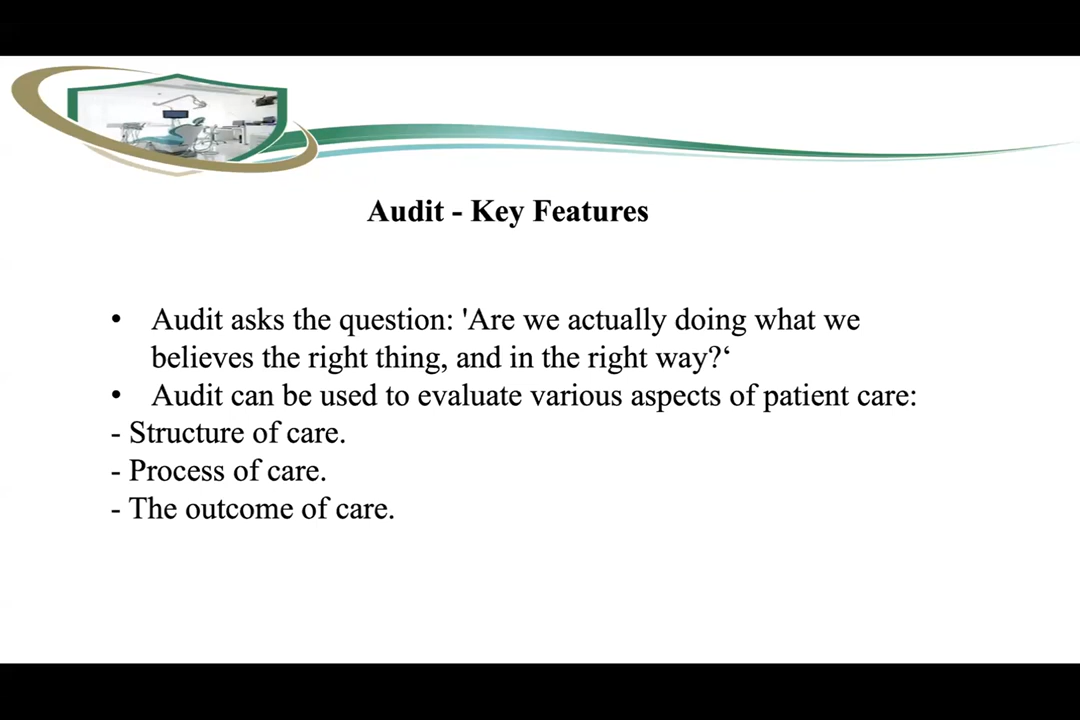 Audit - Key Features
• Audit asks the question: 'Are we actually doing what we
believes the right thing, and in the right way?‘
• Audit can be used to evaluate various aspects of patient care:
- Structure of care.
- Process of care.
- The outcome of care.